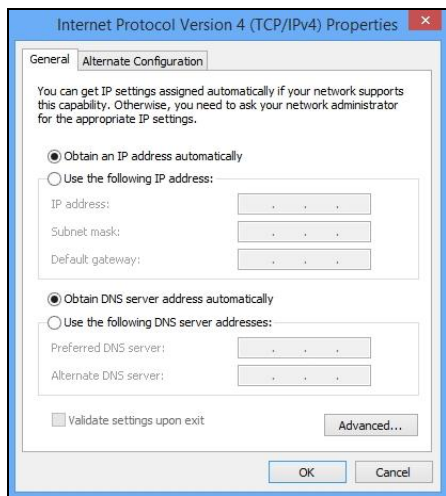 Internet Protocol Version 4 (TCP/IPv4) Properties
General
Alternate Configuration
You can get IP settings assigned automatically if your network supports
this capability. Otherwise, you need to ask your network administrator
for the appropriate IP settings.
Obtain an IP address automatically
Use the following IP address:
IP address:
Subnet mask:
Default gateway:
Obtain DNS server address automatically
Use the following DNS server addresses:
Preferred DNS server:
Alternate DNS server:
Validate settings upon exit
Advanced...
OK
Cancel